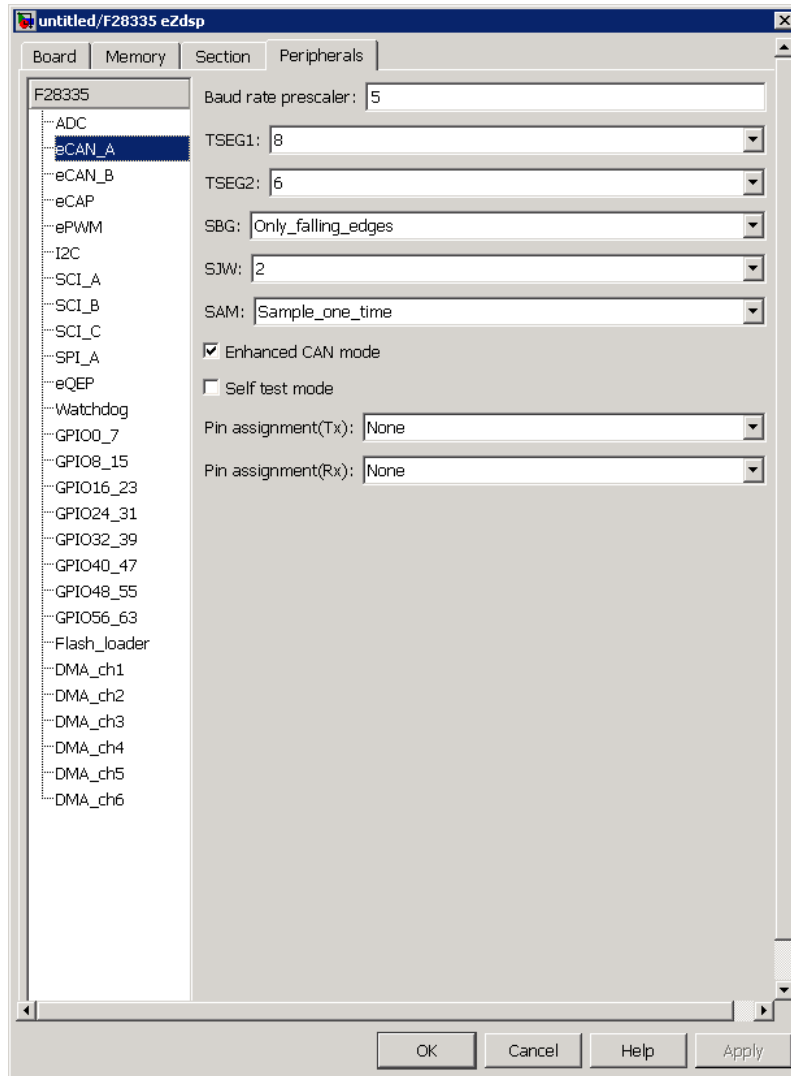 untitled/F28335 eZdsp
Board Memory Section Peripherals
F28335
ADC
eCAN_A
eCAN_B
eCAP
ePWM
I2C
SCI_A
SCI_B
SCI_C
SPI_A
eQEP
Watchdog
GPIO0_7
GPIO8_15
GPIO16_23
GPIO24_31
GPIO32_39
GPIO40_47
GPIO48_55
GPIO56_63
Flash_loader
DMA_ch1
DMA_ch2
DMA_ch3
DMA_ch4
DMA_ch5
DMA_ch6
Baud rate prescaler: 5
TSEG1: 8
TSEG2: 6
SBG: Only_falling_edges
SJW: 2
SAM: Sample_one_time
Enhanced CAN mode
Self test mode
Pin assignment(Tx): None
Pin assignment(Rx): None
OK Cancel Help Apply